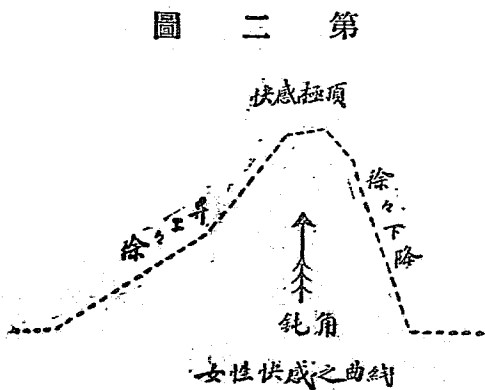 第二圖
快感極頂
徐々上昇
徐々下降
鈍角
女性快感之曲线